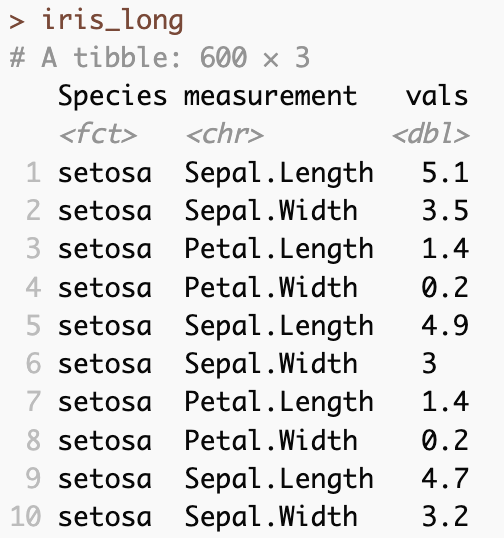 > iris_long
# A tibble: 600 × 3
Species measurement vals
<fct> <chr> <dbl>
1 setosa Sepal.Length 5.1
2 setosa Sepal.Width 3.5
3 setosa Petal.Length 1.4
4 setosa Petal.Width 0.2
5 setosa Sepal.Length 4.9
6 setosa Sepal.Width 3
7 setosa Petal.Length 1.4
8 setosa Petal.Width 0.2
9 setosa Sepal.Length 4.7
10 setosa Sepal.Width 3.2